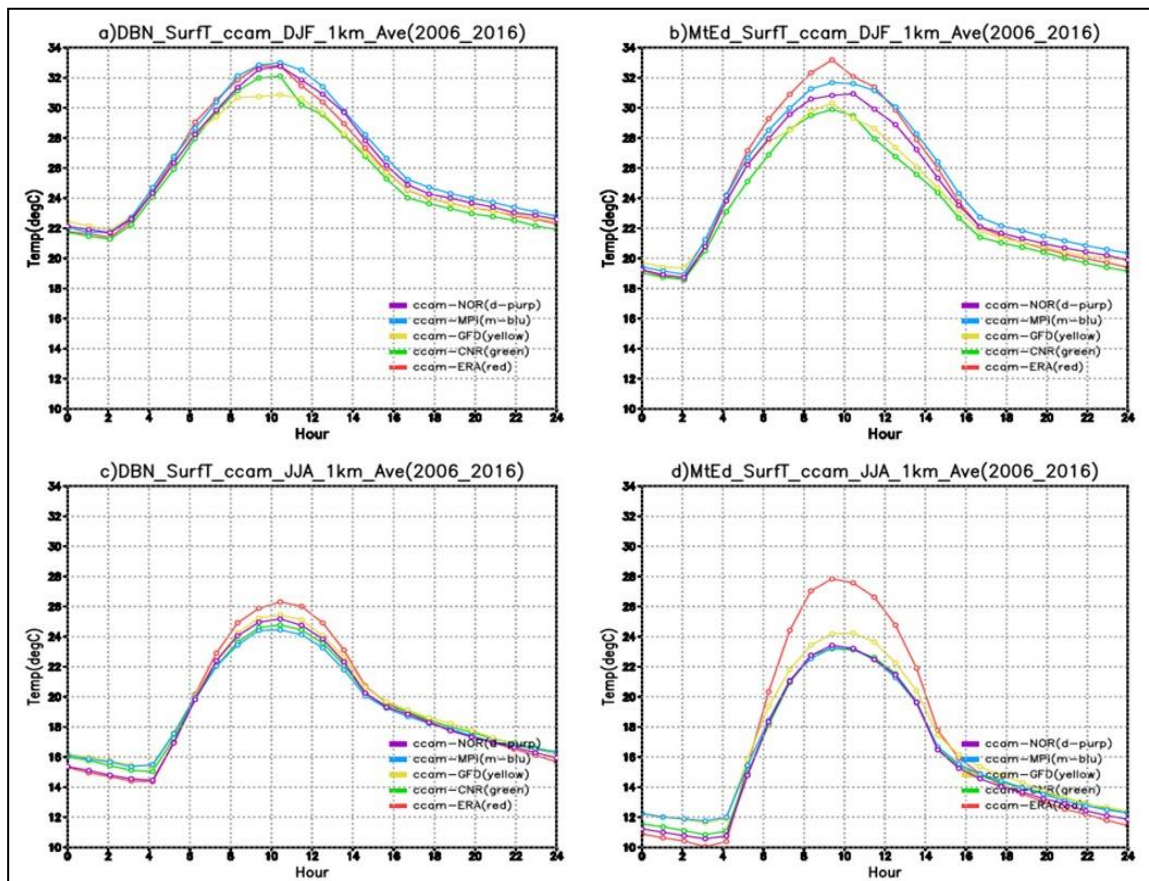 a)DBN_SurfT_ccam_DJF_1km_Ave(2006_2016)
34
32
30
28
26
24
22
20
18
16
14
12
10
Temp(degC)
ccam-NOR(d-purp)
ccam-MPI(m-blu)
ccam-GFD(yellow)
ccam-CNR(green)
ccam-ERA(red)
0 2 4 6 8 10 12 14 16 18 20 22 24
Hour
b)MtEd_SurfT_ccam_DJF_1km_Ave(2006_2016)
34
32
30
28
26
24
22
20
18
16
14
12
10
Temp(degC)
ccam-NOR(d-purp)
ccam-MPI(m-blu)
ccam-GFD(yellow)
ccam-CNR(green)
ccam-ERA(red)
0 2 4 6 8 10 12 14 16 18 20 22 24
Hour
c)DBN_SurfT_ccam_JJA_1km_Ave(2006_2016)
34
32
30
28
26
24
22
20
18
16
14
12
10
Temp(degC)
ccam-NOR(d-purp)
ccam-MPI(m-blu)
ccam-GFD(yellow)
ccam-CNR(green)
ccam-ERA(red)
0 2 4 6 8 10 12 14 16 18 20 22 24
Hour
d)MtEd_SurfT_ccam_JJA_1km_Ave(2006_2016)
34
32
30
28
26
24
22
20
18
16
14
12
10
Temp(degC)
ccam-NOR(d-purp)
ccam-MPI(m-blu)
ccam-GFD(yellow)
ccam-CNR(green)
ccam-ERA(red)
0 2 4 6 8 10 12 14 16 18 20 22 24
Hour